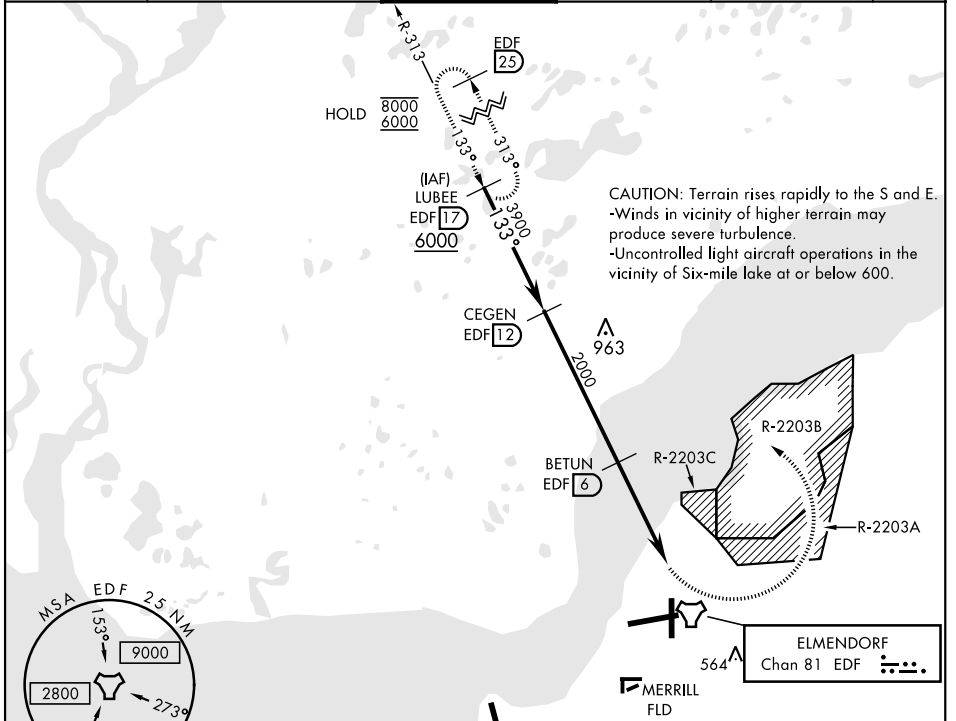 R-313
EDF
25
HOLD
8000
6000
133°
313°
(IAF)
LUBEE
EDF 17
6000
3900
133°
CAUTION: Terrain rises rapidly to the S and E.
-Winds in vicinity of higher terrain may
produce severe turbulence.
-Uncontrolled light aircraft operations in the
vicinity of Six-mile lake at or below 600.
CEGEN
EDF 12
963
2000
R-2203B
BETUN
EDF 6
R-2203C
R-2203A
MSA EDF 25 NM
153°
9000
2800
273°
ELMENDORF
Chan 81 EDF
564
MERRILL
FLD